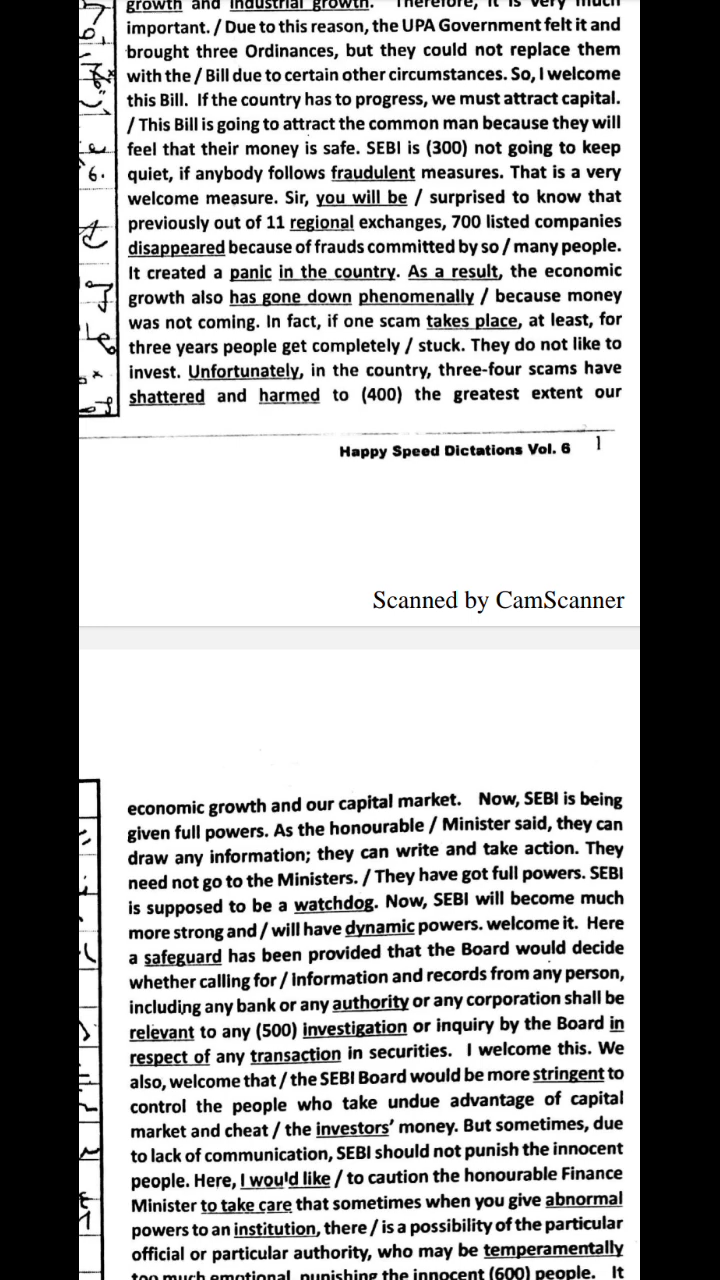 growth and industrial growth. Therefore, it is very much
important. / Due to this reason, the UPA Government felt it and
brought three Ordinances, but they could not replace them
with the / Bill due to certain other circumstances. So, I welcome
this Bill. If the country has to progress, we must attract capital.
/ This Bill is going to attract the common man because they will
feel that their money is safe. SEBI is (300) not going to keep
quiet, if anybody follows fraudulent measures. That is a very
welcome measure. Sir, you will be / surprised to know that
previously out of 11 regional exchanges, 700 listed companies
disappeared because of frauds committed by so / many people.
It created a panic in the country. As a result, the economic
growth also has gone down phenomenally / because money
was not coming. In fact, if one scam takes place, at least, for
three years people get completely / stuck. They do not like to
invest. Unfortunately, in the country, three-four scams have
shattered and harmed to (400) the greatest extent our
Happy Speed Dictations Vol. 6 1
Scanned by CamScanner
economic growth and our capital market. Now, SEBI is being
given full powers. As the honourable / Minister said, they can
draw any information; they can write and take action. They
need not go to the Ministers. / They have got full powers. SEBI
is supposed to be a watchdog. Now, SEBI will become much
more strong and / will have dynamic powers. welcome it. Here
a safeguard has been provided that the Board would decide
whether calling for / Information and records from any person,
including any bank or any authority or any corporation shall be
relevant to any (500) investigation or inquiry by the Board in
respect of any transaction in securities. I welcome this. We
also, welcome that / the SEBI Board would be more stringent to
control the people who take undue advantage of capital
market and cheat / the investors' money. But sometimes, due
to lack of communication, SEBI should not punish the innocent
people. Here, I wou'd like / to caution the honourable Finance
Minister to take care that sometimes when you give abnormal
powers to an institution, there / is a possibility of the particular
official or particular authority, who may be temperamentally
too much emotional, punishing the innocent (600) people. It